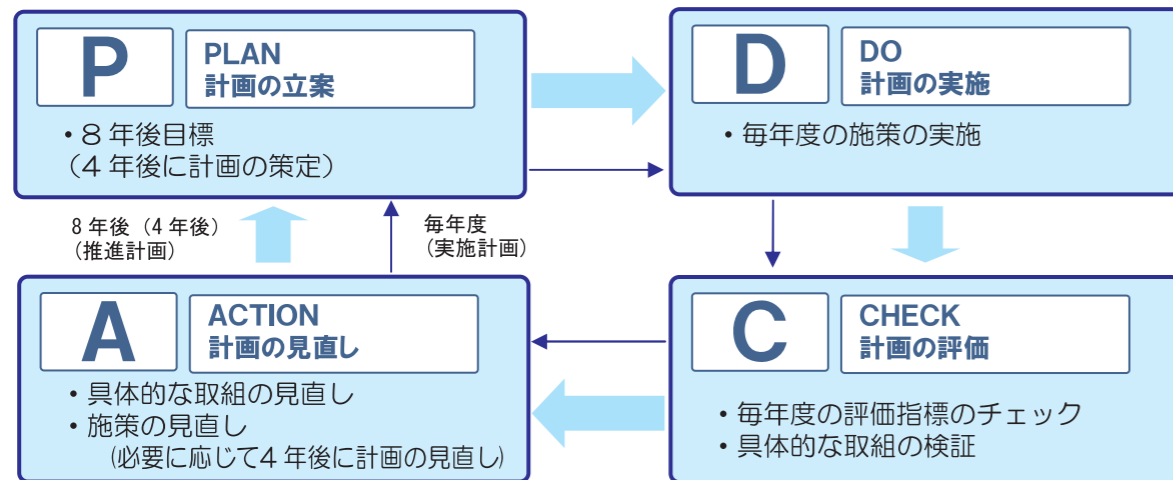 P
PLAN
計画の立案
・8年後目標
（4年後に計画の策定）
D
DO
計画の実施
・毎年度の施策の実施
8年後（4年後）
（推進計画）
毎年度
（実施計画）
A
ACTION
計画の見直し
・具体的な取組の見直し
・施策の見直し
（必要に応じて4年後に計画の見直し）
C
CHECK
計画の評価
・毎年度の評価指標のチェック
・具体的な取組の検証